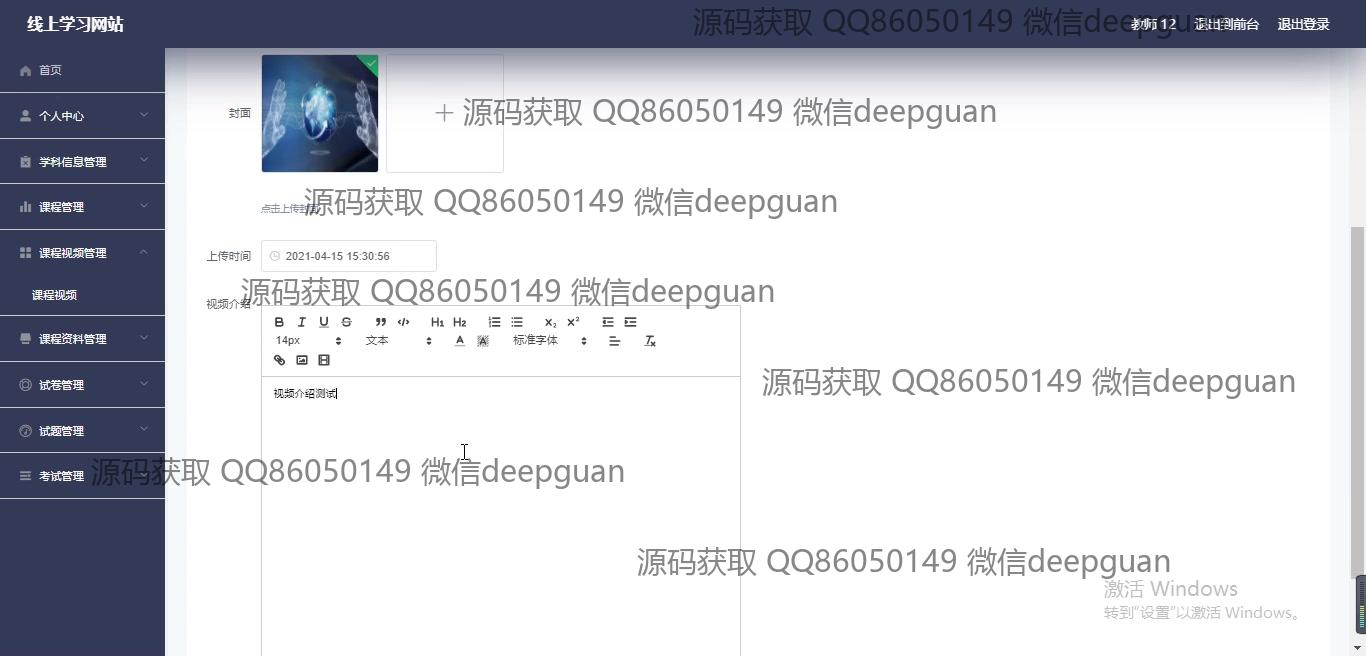 线上学习网站
源码获取 QQ86050149 微信deepguan
教师 12 退出到前台 退出登录
首页
个人中心
学科信息管理
课程管理
课程视频管理
课程视频
课程资料管理
试卷管理
试题管理
考试管理
封面
源码获取 QQ86050149 微信deepguan
点击上传封面
源码获取 QQ86050149 微信deepguan
上传时间
2021-04-15 15:30:56
源码获取 QQ86050149 微信deepguan
视频介绍
B I U S ” </> H1 H2 X₂ X²
14px 文本 A A 标准字体 Tx
视频介绍测试
源码获取 QQ86050149 微信deepguan
源码获取 QQ86050149 微信deepguan
源码获取 QQ86050149 微信deepguan
激活 Windows
转到"设置"以激活 Windows。